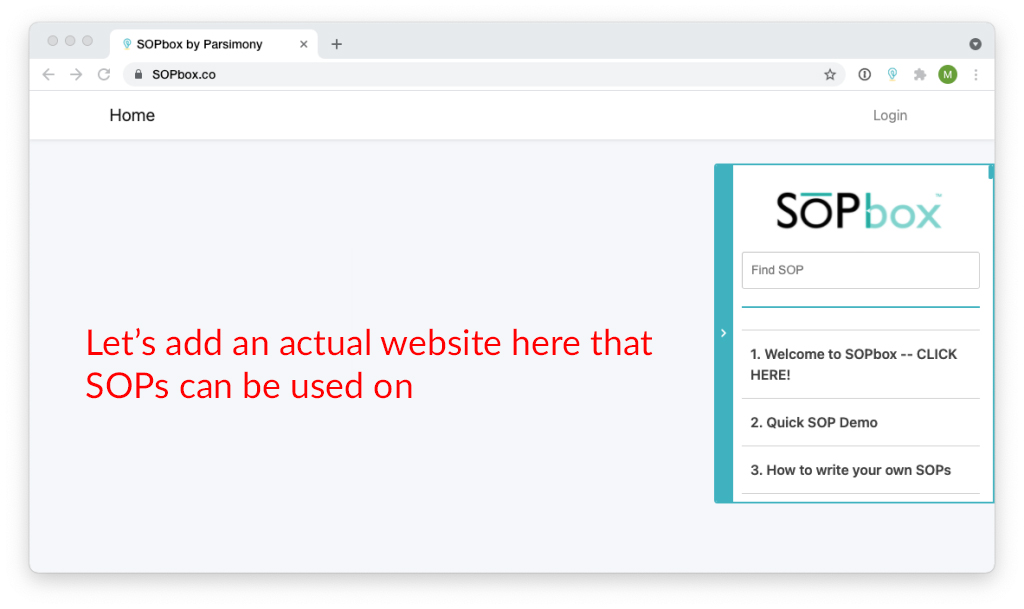 SOPbox by Parsimony
SOPbox.co
M
Home
Login
SOPbox™
Find SOP
Let’s add an actual website here that
SOPs can be used on
1. Welcome to SOPbox -- CLICK
HERE!
2. Quick SOP Demo
3. How to write your own SOPs